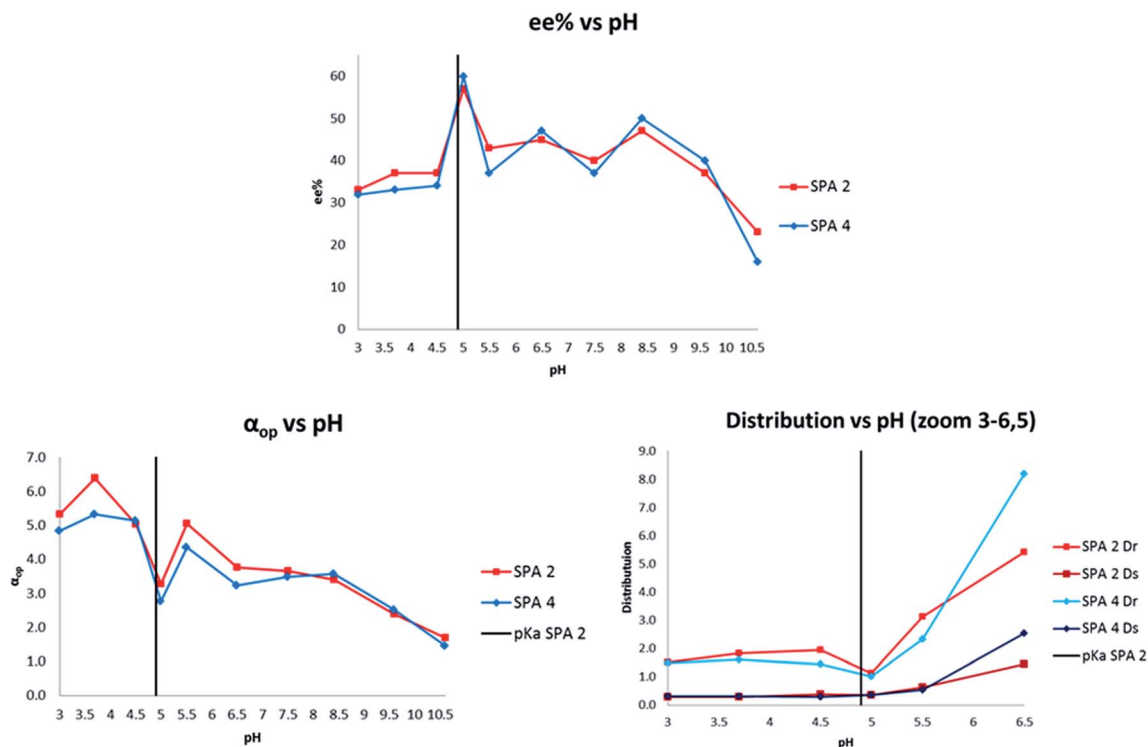 ee% vs pH
60
50
40
30
20
10
0
ee%
3 3.5 4 4.5 5 5.5 6 6.5 7 7.5 8 8.5 9 9.5 10 10.5
pH
SPA 2
SPA 4
αop vs pH
7.0
6.0
5.0
4.0
3.0
2.0
1.0
0.0
αop
3 3.5 4 4.5 5 5.5 6 6.5 7 7.5 8 8.5 9 9.5 10 10.5
pH
SPA 2
SPA 4
pKa SPA 2
Distribution vs pH (zoom 3-6,5)
9.0
8.0
7.0
6.0
5.0
4.0
3.0
2.0
1.0
0.0
Distributuion
3 3.5 4 4.5 5 5.5 6 6.5
pH
SPA 2 Dr
SPA 2 Ds
SPA 4 Dr
SPA 4 Ds
pKa SPA 2